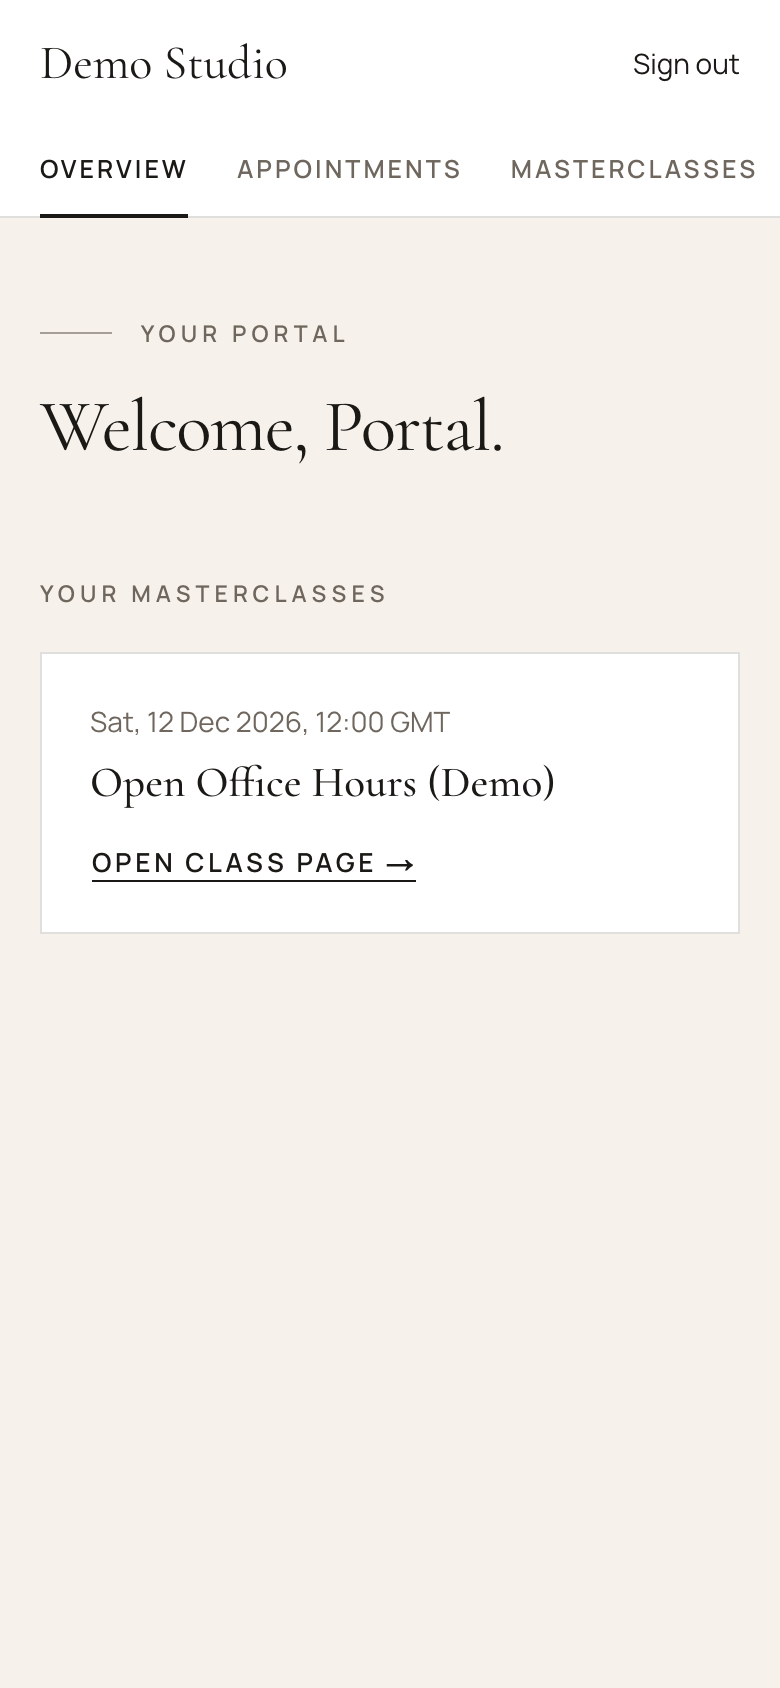 Demo Studio
Sign out
OVERVIEW APPOINTMENTS MASTERCLASSES
YOUR PORTAL
Welcome, Portal.
YOUR MASTERCLASSES
Sat, 12 Dec 2026, 12:00 GMT
Open Office Hours (Demo)
OPEN CLASS PAGE →